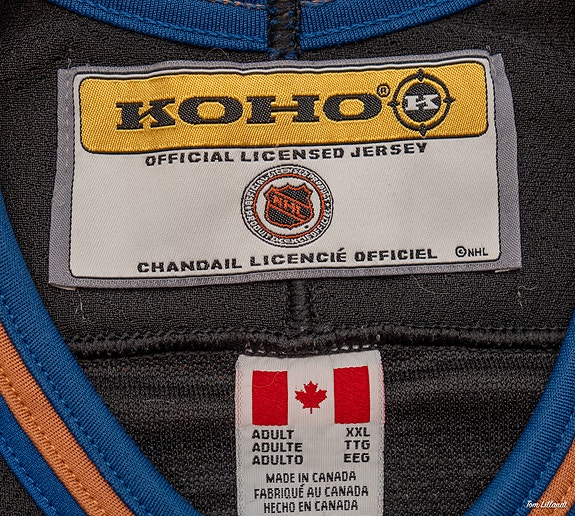 KOHO® K
OFFICIAL LICENSED JERSEY
NHL
CHANDAIL LICENCIÉ OFFICIEL ©NHL
ADULT XXL
ADULTE TTG
ADULTO EEG
MADE IN CANADA
FABRIQUÉ AU CANADA
HECHO EN CANADA
Tom Lillandt